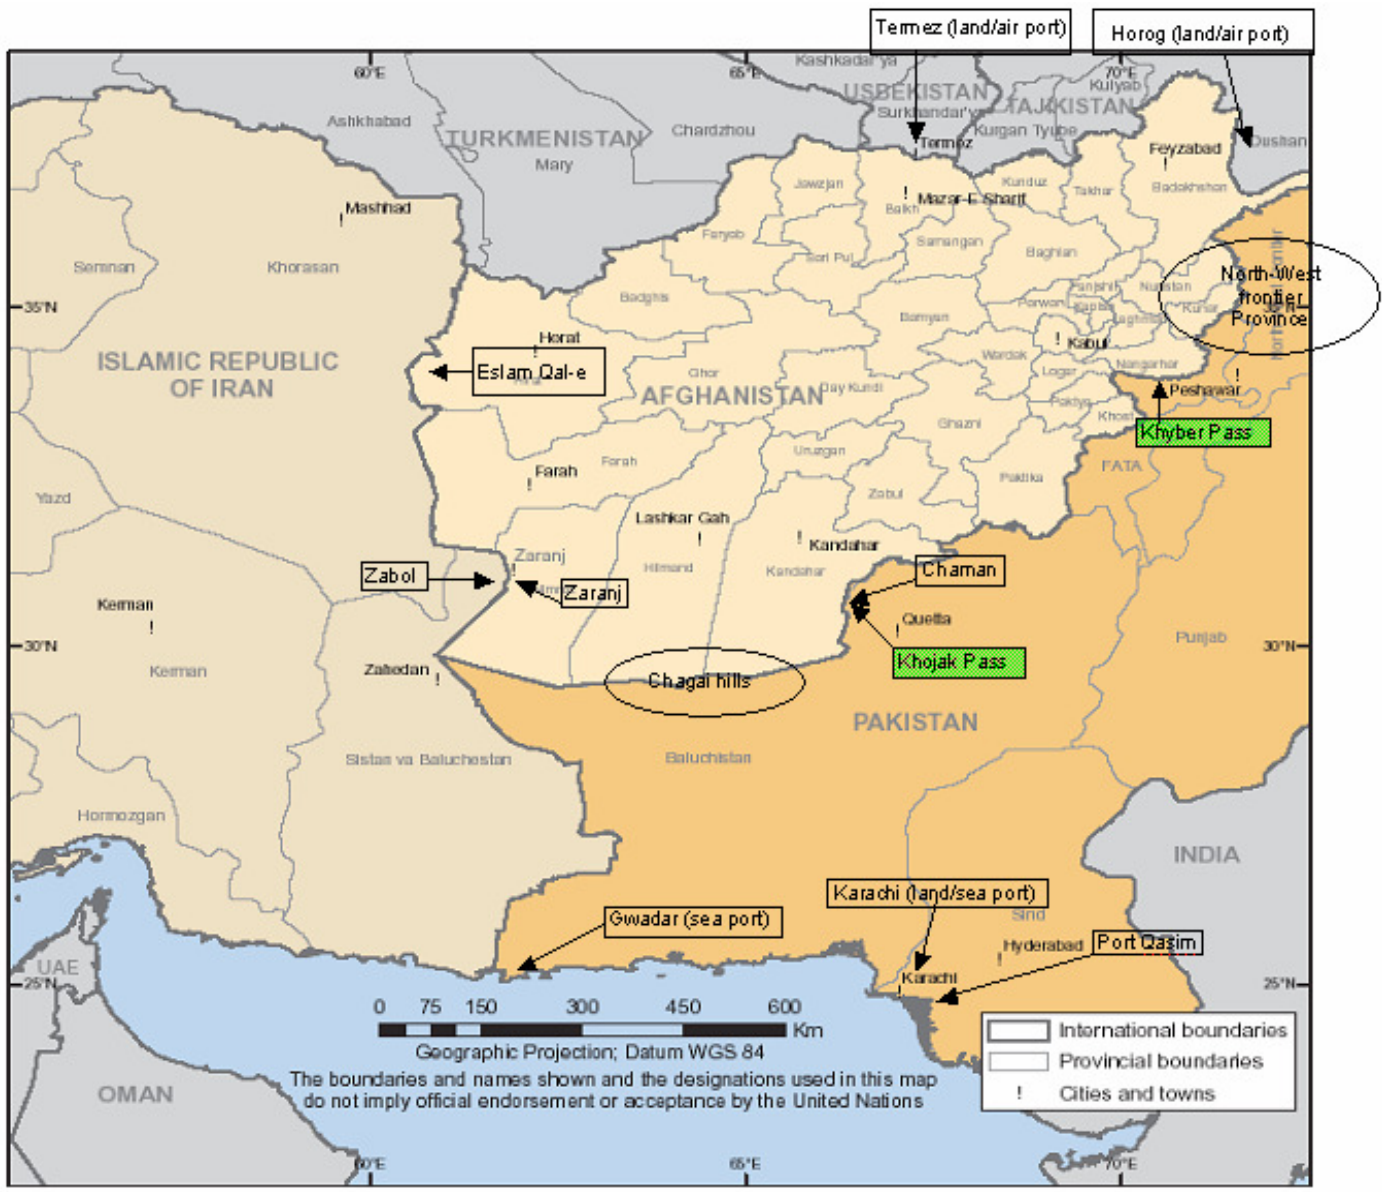 Termez (land/air port)
Horog (land/air port)
60°E
65°E
70°E
Kashkadar'ya
Kulyab
USBEKISTAN
TAJIKISTAN
Surkhandar'ya
Ashkhabad
TURKMENISTAN
Chardzhou
Kurgan Tyube
Dushan
Mary
Termez
Feyzabad
Jawzjan
Kunduz
Takhar
Badakhshan
Mashhad
Balkh
Mazar-E Sharif
Faryab
Samangan
Semnan
Khorasan
Sari Pul
Baghlan
North-West
frontier
Province
Badghis
Panjshir
Nuristan
35°N
Parwan
Kapisa
Kunar
Bamyan
Laghman
Herat
Kabul
ISLAMIC REPUBLIC
OF IRAN
Eslam Qal-e
Ghor
Wardak
Nangarhar
Logar
AFGHANISTAN
Day Kundi
Peshawar
Paktya
Khost
Ghazni
Khyber Pass
Uruzgan
Farah
Farah
FATA
Paktika
Yazd
Zabul
Lashkar Gah
Kandahar
Zaranj
Hilmand
Kandahar
Chaman
Zabol
Zaranj
Kerman
Quetta
Punjab
30°N
30°N
Kerman
Zahedan
Khojak Pass
Chagai hills
PAKISTAN
Sistan va Baluchestan
Baluchistan
Hormozgan
INDIA
Karachi (land/sea port)
Gwadar (sea port)
Sind
Hyderabad
Port Qasim
UAE
Karachi
25°N
25°N
0 75 150 300 450 600
Km
Geographic Projection; Datum WGS 84
The boundaries and names shown and the designations used in this map
do not imply official endorsement or acceptance by the United Nations
International boundaries
Provincial boundaries
! Cities and towns
OMAN
60°E
65°E
70°E